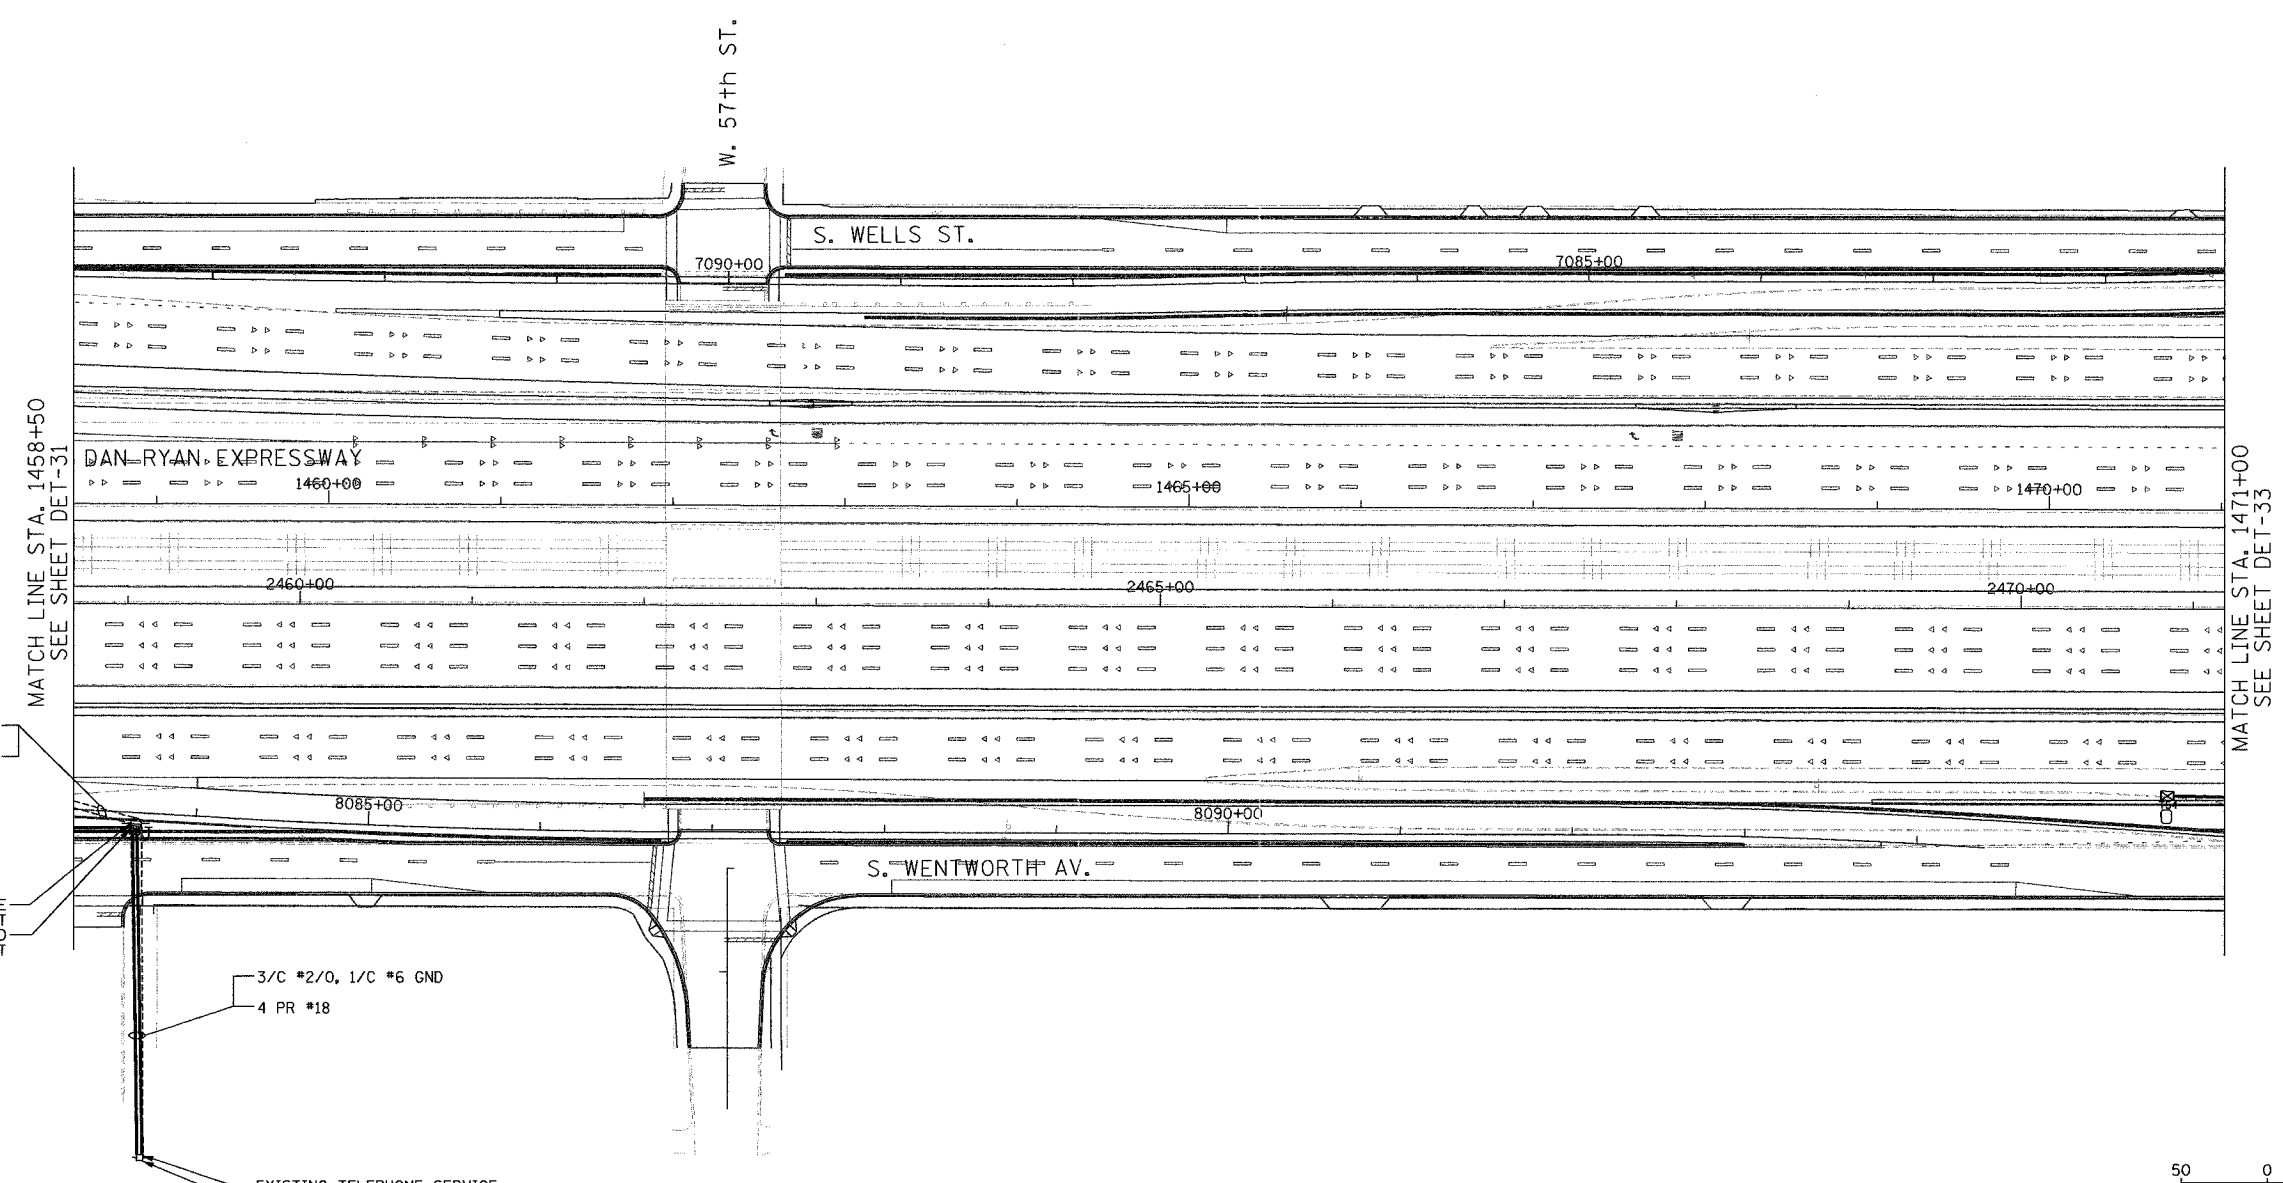 W. 57th ST.
S. WELLS ST.
7090+00
7085+00
MATCH LINE STA. 1458+50
SEE SHEET DET-31
DAN RYAN EXPRESSWAY
1460+00
1465+00
1470+00
MATCH LINE STA. 1471+00
SEE SHEET DET-33
2460+00
2465+00
2470+00
8085+00
8090+00
S. WENTWORTH AV.
3/C #2/0, 1/C #6 GND
4 PR #18
EXISTING TELEPHONE SERVICE
50 0